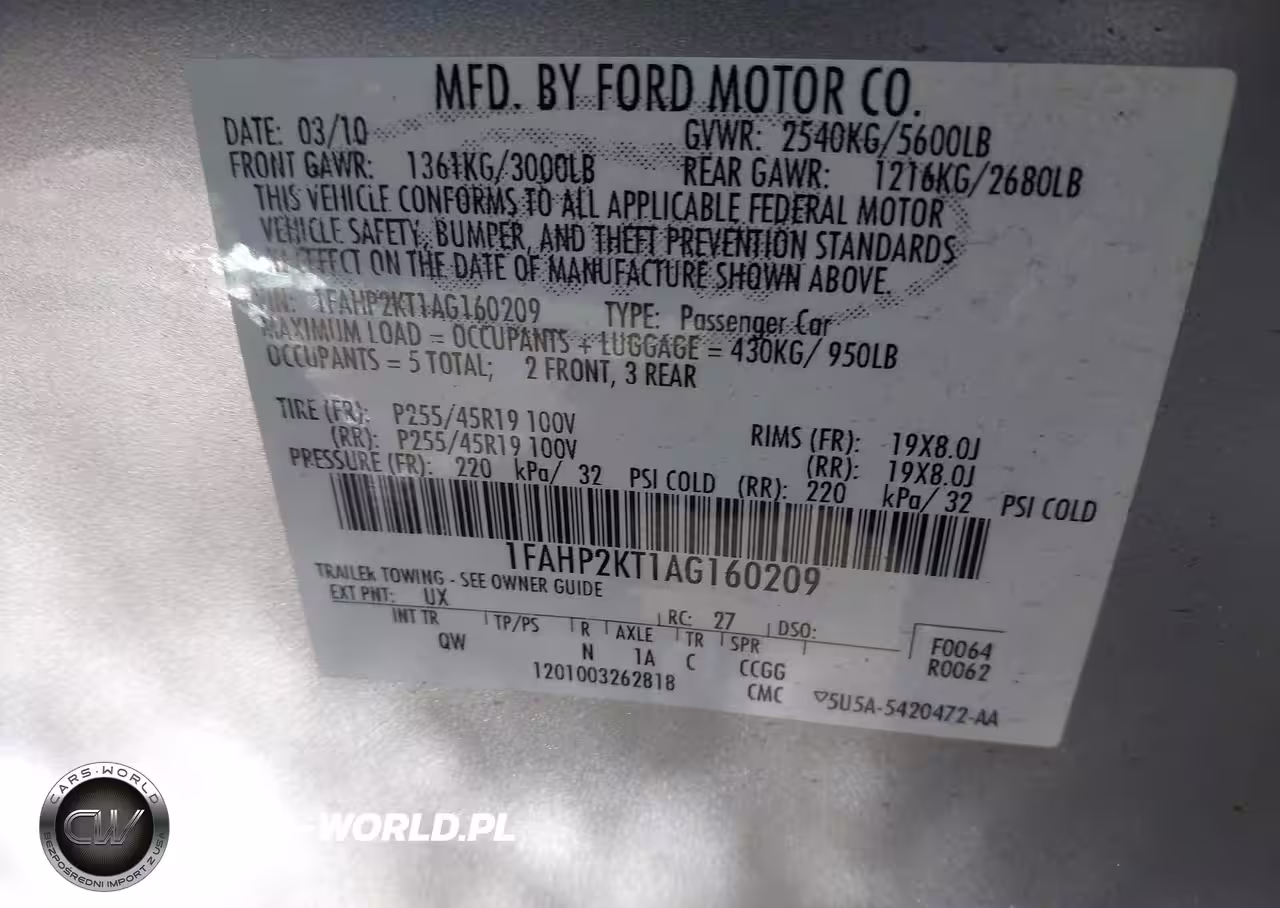 MFD. BY FORD MOTOR CO.
DATE: 03/10 GVWR: 2540KG/5600LB
FRONT GAWR: 1361KG/3000LB REAR GAWR: 1216KG/2680LB
THIS VEHICLE CONFORMS TO ALL APPLICABLE FEDERAL MOTOR
VEHICLE SAFETY, BUMPER, AND THEFT PREVENTION STANDARDS
IN EFFECT ON THE DATE OF MANUFACTURE SHOWN ABOVE.
VIN: 1FAHP2KT1AG160209 TYPE: Passenger Car
MAXIMUM LOAD = OCCUPANTS + LUGGAGE = 430KG/ 950LB
OCCUPANTS = 5 TOTAL; 2 FRONT, 3 REAR
TIRE (FR): P255/45R19 100V RIMS (FR): 19X8.0J
(RR): P255/45R19 100V (RR): 19X8.0J
PRESSURE (FR): 220 kPa/ 32 PSI COLD (RR): 220 kPa/ 32 PSI COLD
1FAHP2KT1AG160209
TRAILER TOWING - SEE OWNER GUIDE
EXT PNT: UX RC: 27 DSO:
INT TR TP/PS R AXLE TR SPR F0064
QW N 1A C CCGG R0062
1201003262818 CMC 5U5A-5420472-AA
CARS-WORLD
CW
BEZPOŚREDNI IMPORT Z USA
-WORLD.PL